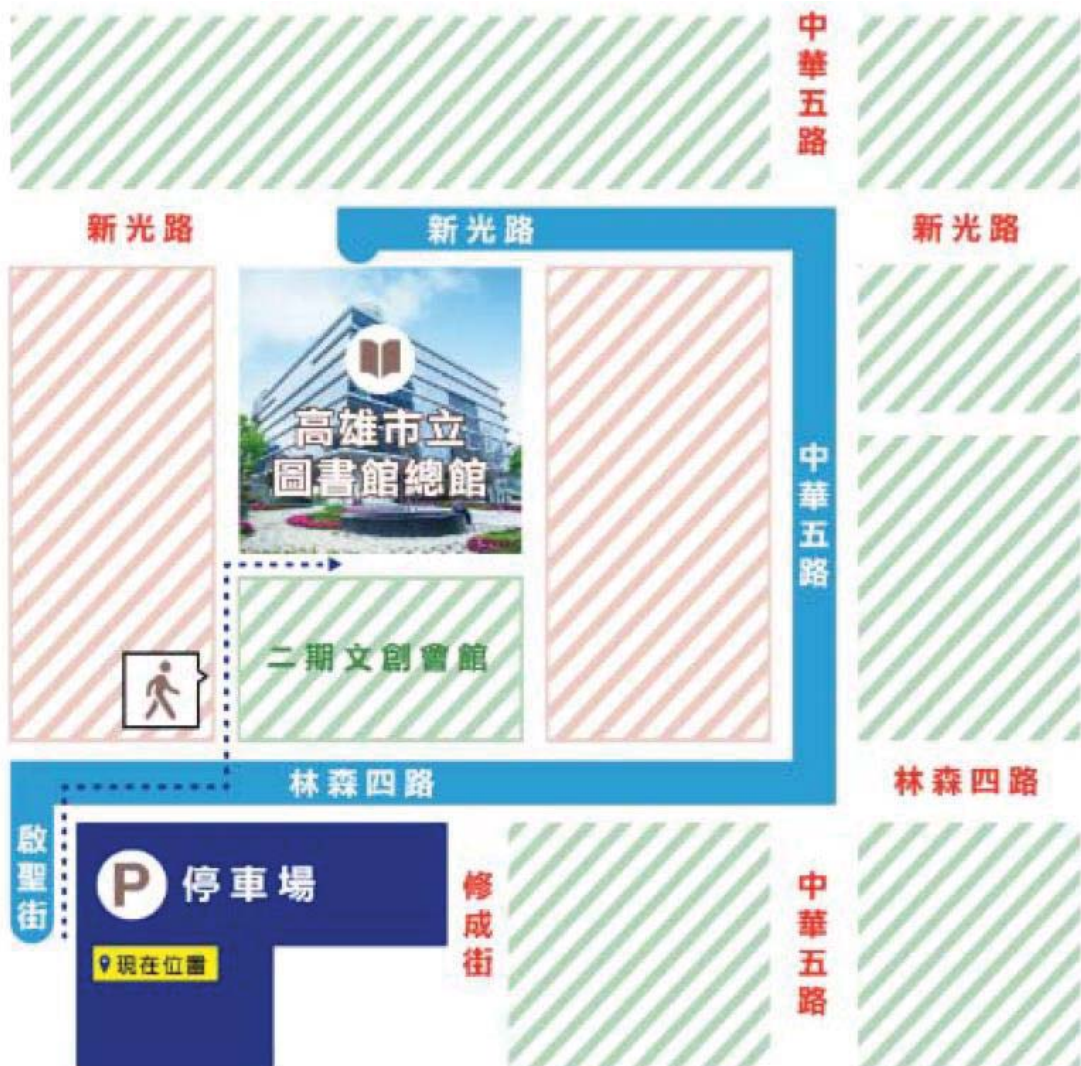 中華五路
新光路
新光路
新光路
高雄市立
圖書館總館
中華五路
二期文創會館
林森四路
林森四路
啟聖街
P 停車場
現在位置
修成街
中華五路